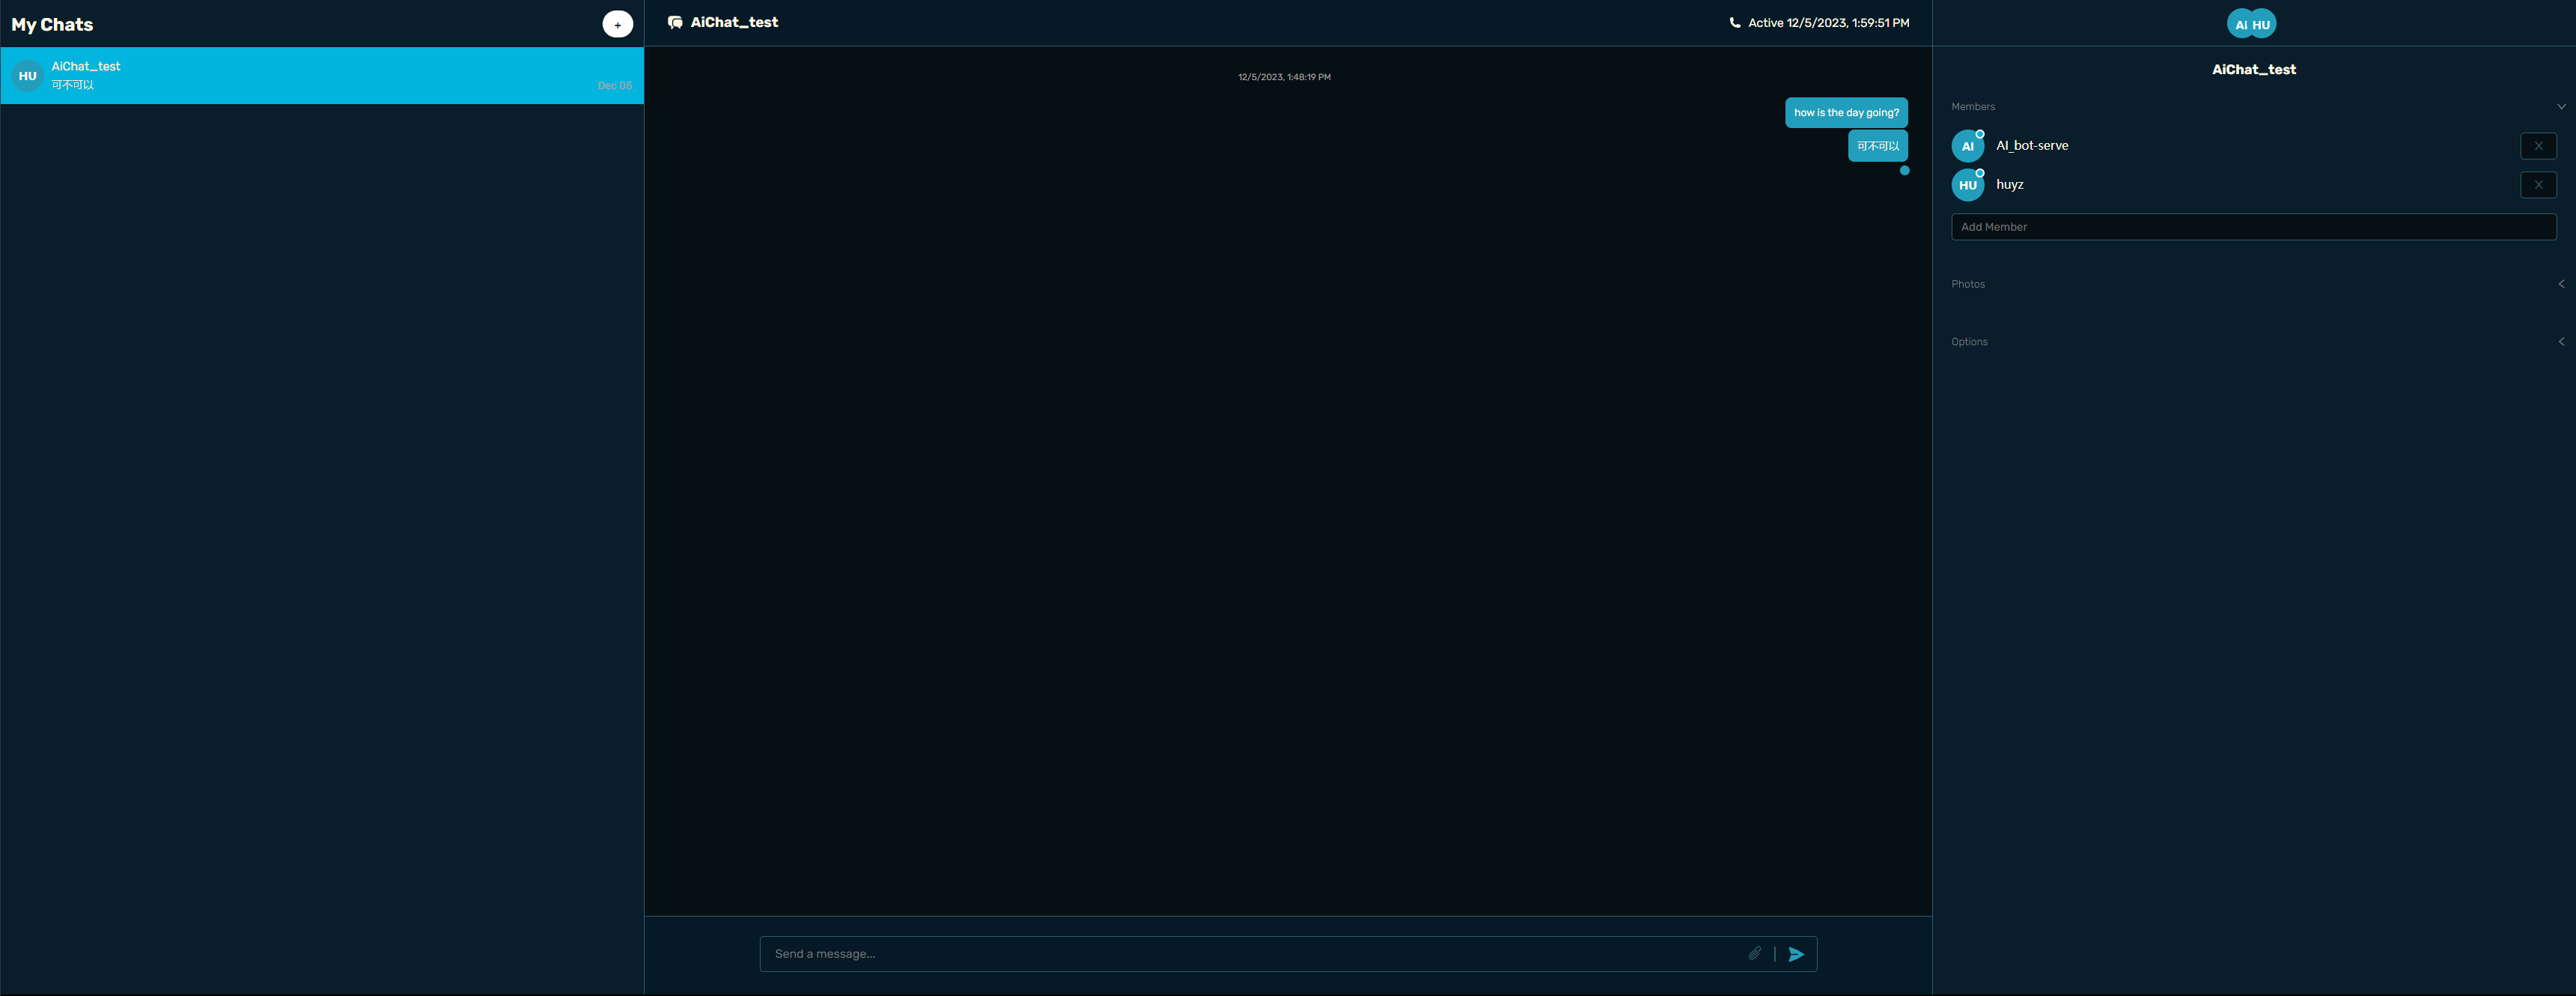 My Chats
+
HU
AiChat_test
可不可以
Dec 05
AiChat_test
Active 12/5/2023, 1:59:51 PM
12/5/2023, 1:48:19 PM
how is the day going?
可不可以
Send a message...
AI HU
AiChat_test
Members
AI AI_bot-serve X
HU huyz X
Add Member
Photos
Options